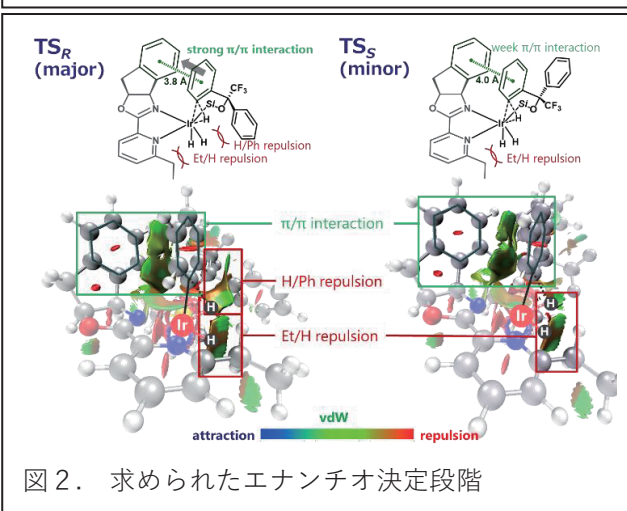 TS_R
(major)
strong π/π interaction
3.8 Å
CF₃
Si
O
H
O
N
Ir
N
H H
H/Ph repulsion
Et/H repulsion
TS_S
(minor)
week π/π interaction
4.0 Å
Si
O
CF₃
H
O
N
Ir
N
H H
Et/H repulsion
π/π interaction
H/Ph repulsion
Et/H repulsion
Ir
H
H
Ir
H
H
vdW
attraction
repulsion
図２． 求められたエナンチオ決定段階